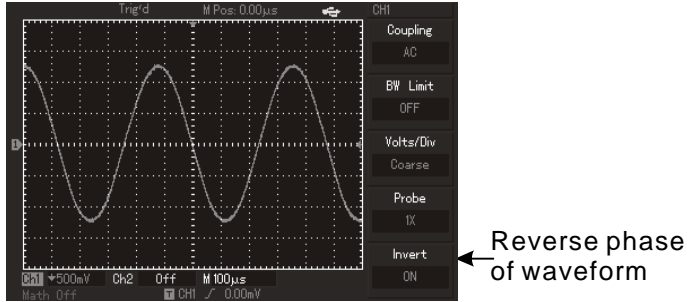 Trig'd M Pos: 0.00μs CH1
Coupling
AC
BW Limit
OFF
Volts/Div
Coarse
Probe
1X
Invert
ON
Reverse phase
of waveform
1
Ch1 500mV Ch2 Off M 100μs
Math Off T CH1 0.00mV